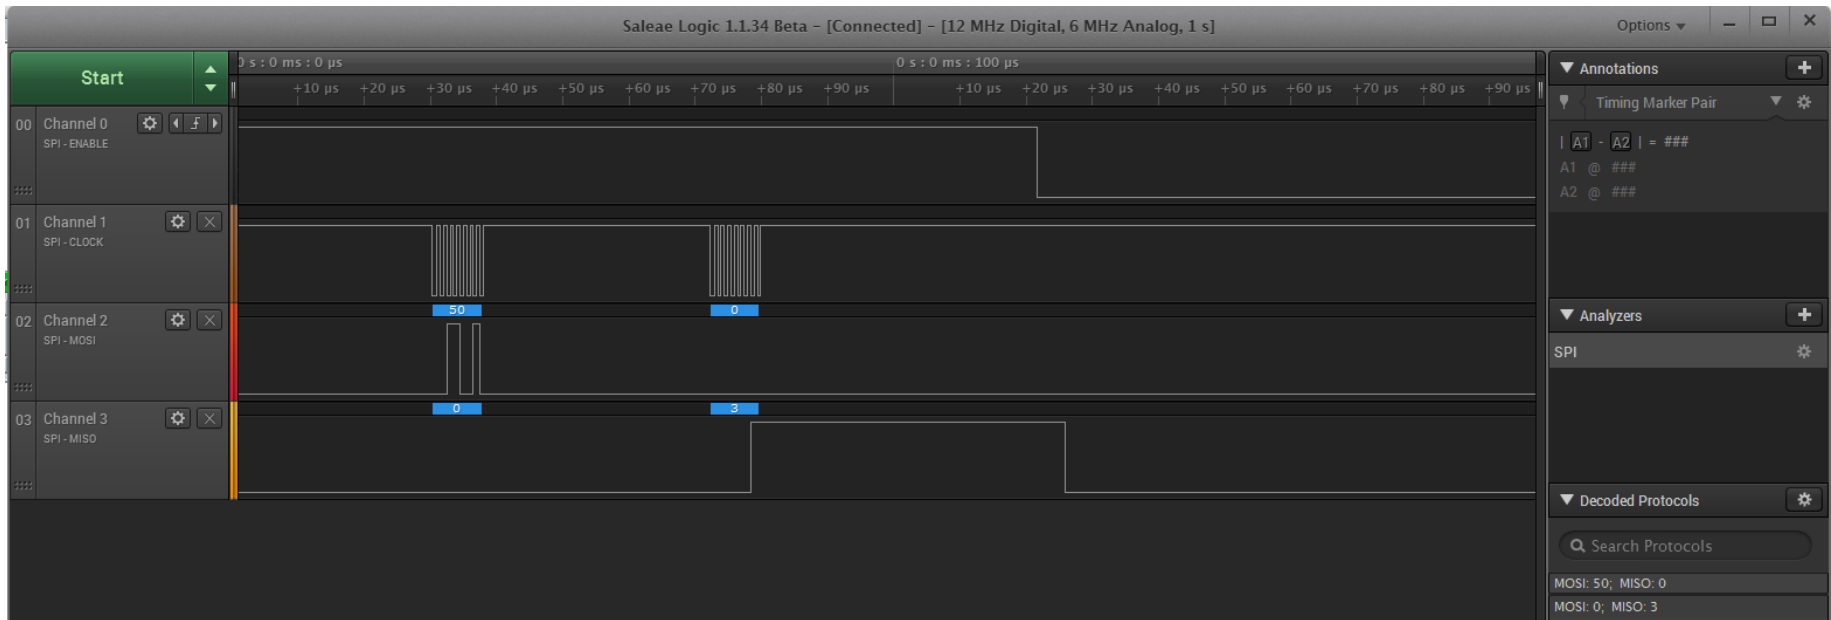 Saleae Logic 1.1.34 Beta - [Connected] - [12 MHz Digital, 6 MHz Analog, 1 s]
Options
Start
0 s : 0 ms : 0 µs
0 s : 0 ms : 100 µs
+10 µs +20 µs +30 µs +40 µs +50 µs +60 µs +70 µs +80 µs +90 µs
+10 µs +20 µs +30 µs +40 µs +50 µs +60 µs +70 µs +80 µs +90 µs
00 Channel 0
SPI - ENABLE
01 Channel 1
SPI - CLOCK
50 0
02 Channel 2
SPI - MOSI
0 3
03 Channel 3
SPI - MISO
Annotations
Timing Marker Pair
| A1 - A2 | = ###
A1 @ ###
A2 @ ###
Analyzers
SPI
Decoded Protocols
Search Protocols
MOSI: 50; MISO: 0
MOSI: 0; MISO: 3